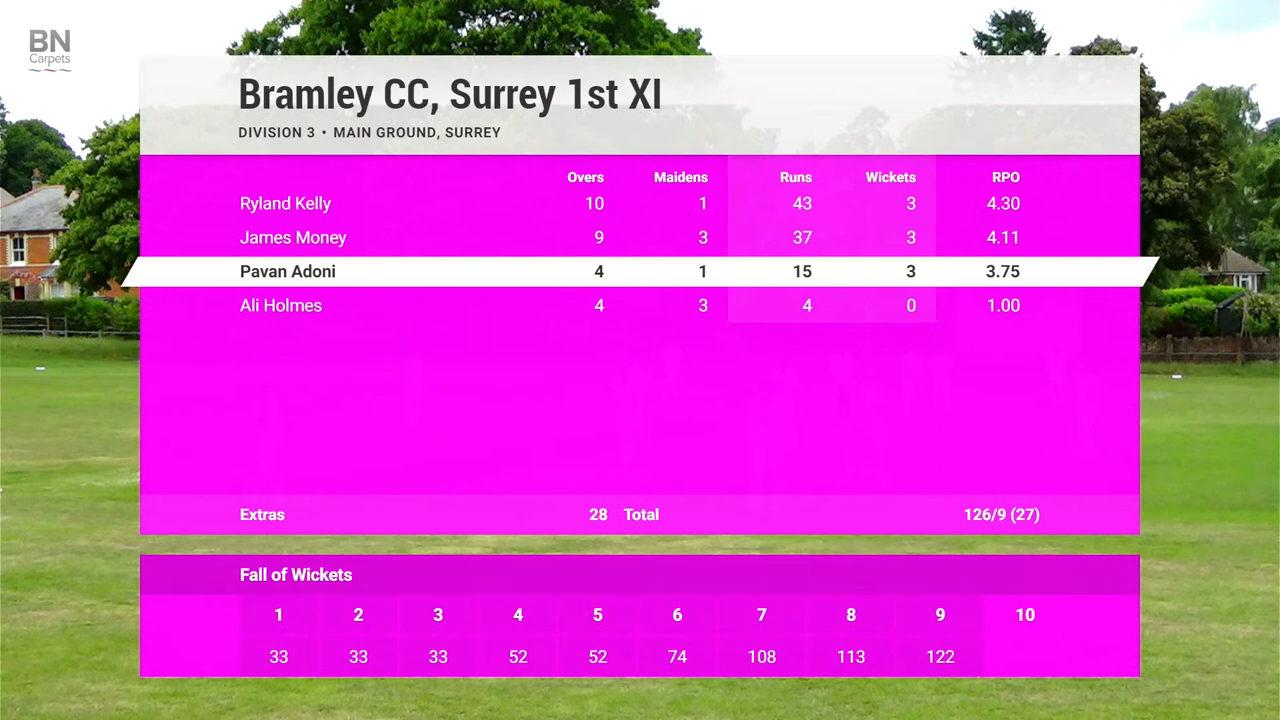 BN
Carpets
Bramley CC, Surrey 1st XI
DIVISION 3 • MAIN GROUND, SURREY
Overs Maidens Runs Wickets RPO
Ryland Kelly 10 1 43 3 4.30
James Money 9 3 37 3 4.11
Pavan Adoni 4 1 15 3 3.75
Ali Holmes 4 3 4 0 1.00
Extras 28 Total 126/9 (27)
Fall of Wickets
1 2 3 4 5 6 7 8 9 10
33 33 33 52 52 74 108 113 122